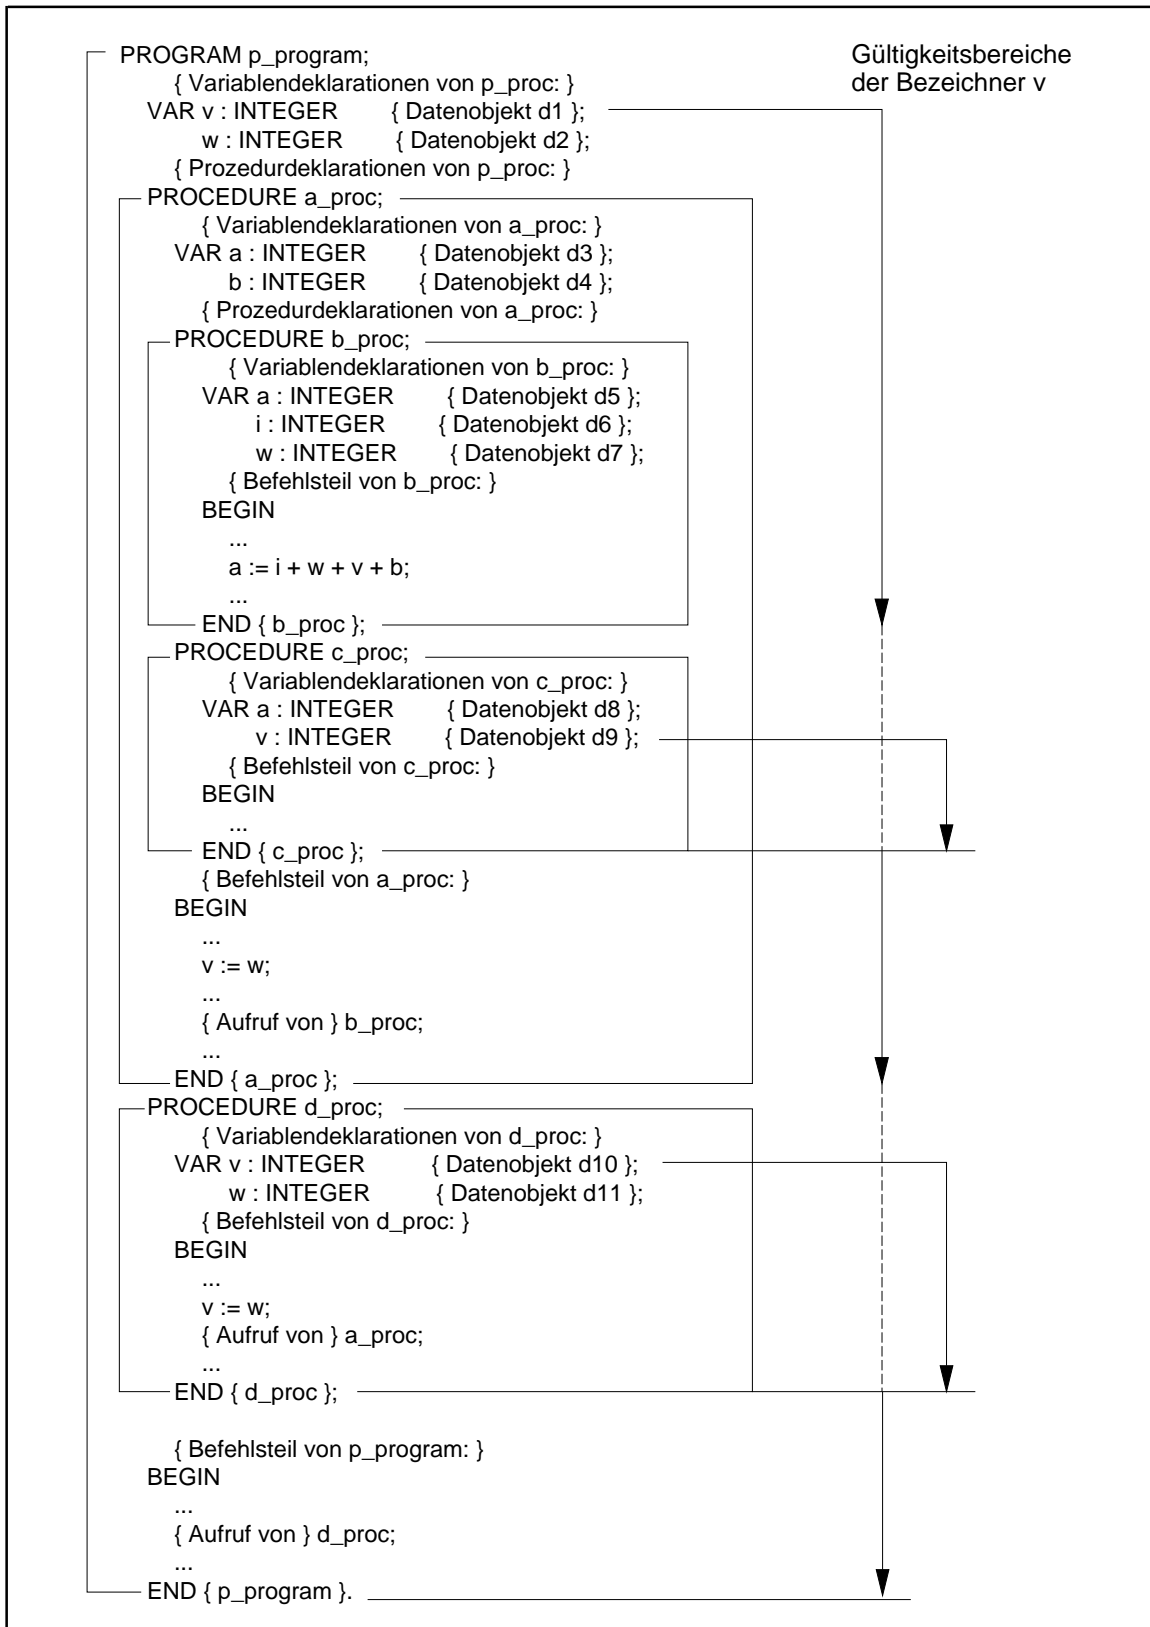 PROGRAM p_program;
Gültigkeitsbereiche
der Bezeichner v
{ Variablendeklarationen von p_proc: }
VAR v : INTEGER { Datenobjekt d1 };
w : INTEGER { Datenobjekt d2 };
{ Prozedurdeklarationen von p_proc: }
PROCEDURE a_proc;
{ Variablendeklarationen von a_proc: }
VAR a : INTEGER { Datenobjekt d3 };
b : INTEGER { Datenobjekt d4 };
{ Prozedurdeklarationen von a_proc: }
PROCEDURE b_proc;
{ Variablendeklarationen von b_proc: }
VAR a : INTEGER { Datenobjekt d5 };
i : INTEGER { Datenobjekt d6 };
w : INTEGER { Datenobjekt d7 };
{ Befehlsteil von b_proc: }
BEGIN
...
a := i + w + v + b;
...
END { b_proc };
PROCEDURE c_proc;
{ Variablendeklarationen von c_proc: }
VAR a : INTEGER { Datenobjekt d8 };
v : INTEGER { Datenobjekt d9 };
{ Befehlsteil von c_proc: }
BEGIN
...
END { c_proc };
{ Befehlsteil von a_proc: }
BEGIN
...
v := w;
...
{ Aufruf von } b_proc;
...
END { a_proc };
PROCEDURE d_proc;
{ Variablendeklarationen von d_proc: }
VAR v : INTEGER { Datenobjekt d10 };
w : INTEGER { Datenobjekt d11 };
{ Befehlsteil von d_proc: }
BEGIN
...
v := w;
{ Aufruf von } a_proc;
...
END { d_proc };
{ Befehlsteil von p_program: }
BEGIN
...
{ Aufruf von } d_proc;
...
END { p_program }.